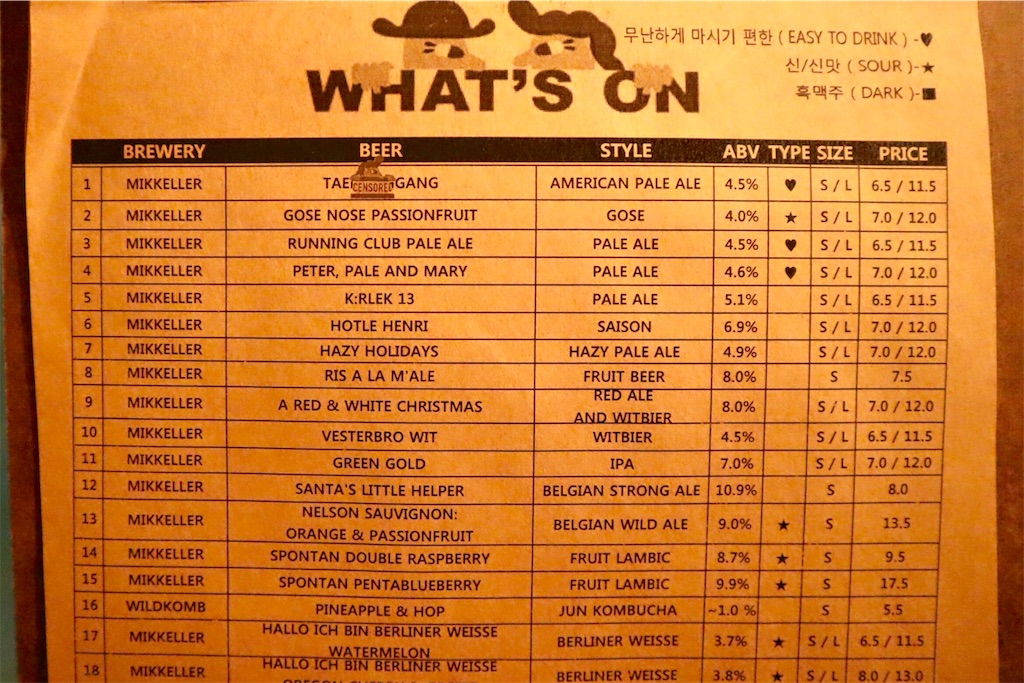 무난하게 마시기 편한 ( EASY TO DRINK ) -♥
신/신맛 ( SOUR )-★
흑맥주 ( DARK )-■
WHAT'S ON
BREWERY BEER STYLE ABV TYPE SIZE PRICE
1 MIKKELLER TAE CENSORED GANG AMERICAN PALE ALE 4.5% ♥ S / L 6.5 / 11.5
2 MIKKELLER GOSE NOSE PASSIONFRUIT GOSE 4.0% ★ S / L 7.0 / 12.0
3 MIKKELLER RUNNING CLUB PALE ALE PALE ALE 4.5% ♥ S / L 6.5 / 11.5
4 MIKKELLER PETER, PALE AND MARY PALE ALE 4.6% ♥ S / L 7.0 / 12.0
5 MIKKELLER K:RLEK 13 PALE ALE 5.1% S / L 6.5 / 11.5
6 MIKKELLER HOTLE HENRI SAISON 6.9% S / L 7.0 / 12.0
7 MIKKELLER HAZY HOLIDAYS HAZY PALE ALE 4.9% S / L 7.0 / 12.0
8 MIKKELLER RIS A LA M'ALE FRUIT BEER 8.0% S 7.5
9 MIKKELLER A RED & WHITE CHRISTMAS RED ALE
AND WITBIER 8.0% S / L 7.0 / 12.0
10 MIKKELLER VESTERBRO WIT WITBIER 4.5% S / L 6.5 / 11.5
11 MIKKELLER GREEN GOLD IPA 7.0% S / L 7.0 / 12.0
12 MIKKELLER SANTA'S LITTLE HELPER BELGIAN STRONG ALE 10.9% S 8.0
13 MIKKELLER NELSON SAUVIGNON:
ORANGE & PASSIONFRUIT BELGIAN WILD ALE 9.0% ★ S 13.5
14 MIKKELLER SPONTAN DOUBLE RASPBERRY FRUIT LAMBIC 8.7% ★ S 9.5
15 MIKKELLER SPONTAN PENTABLUEBERRY FRUIT LAMBIC 9.9% ★ S 17.5
16 WILDKOMB PINEAPPLE & HOP JUN KOMBUCHA ~1.0 % S 5.5
17 MIKKELLER HALLO ICH BIN BERLINER WEISSE
WATERMELON BERLINER WEISSE 3.7% ★ S / L 6.5 / 11.5
18 MIKKELLER HALLO ICH BIN BERLINER WEISSE
BERLINER WEISSE 3.8% ★ S / L 8.0 / 13.0